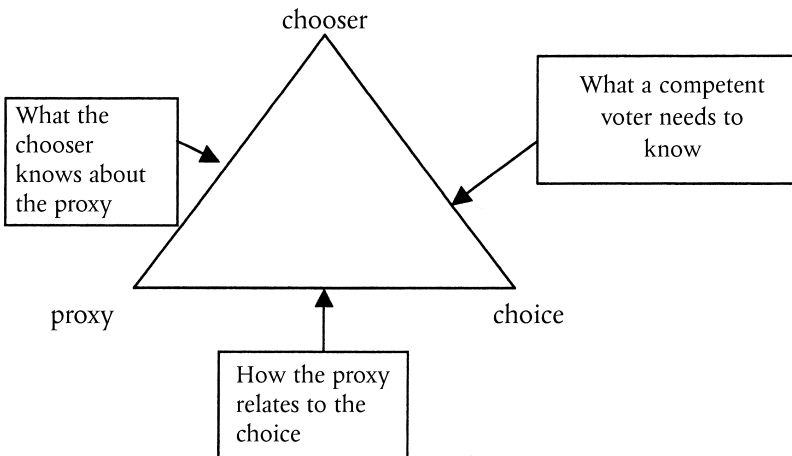 chooser
What the
chooser
knows about
the proxy
What a competent
voter needs to
know
proxy
choice
How the proxy
relates to the
choice